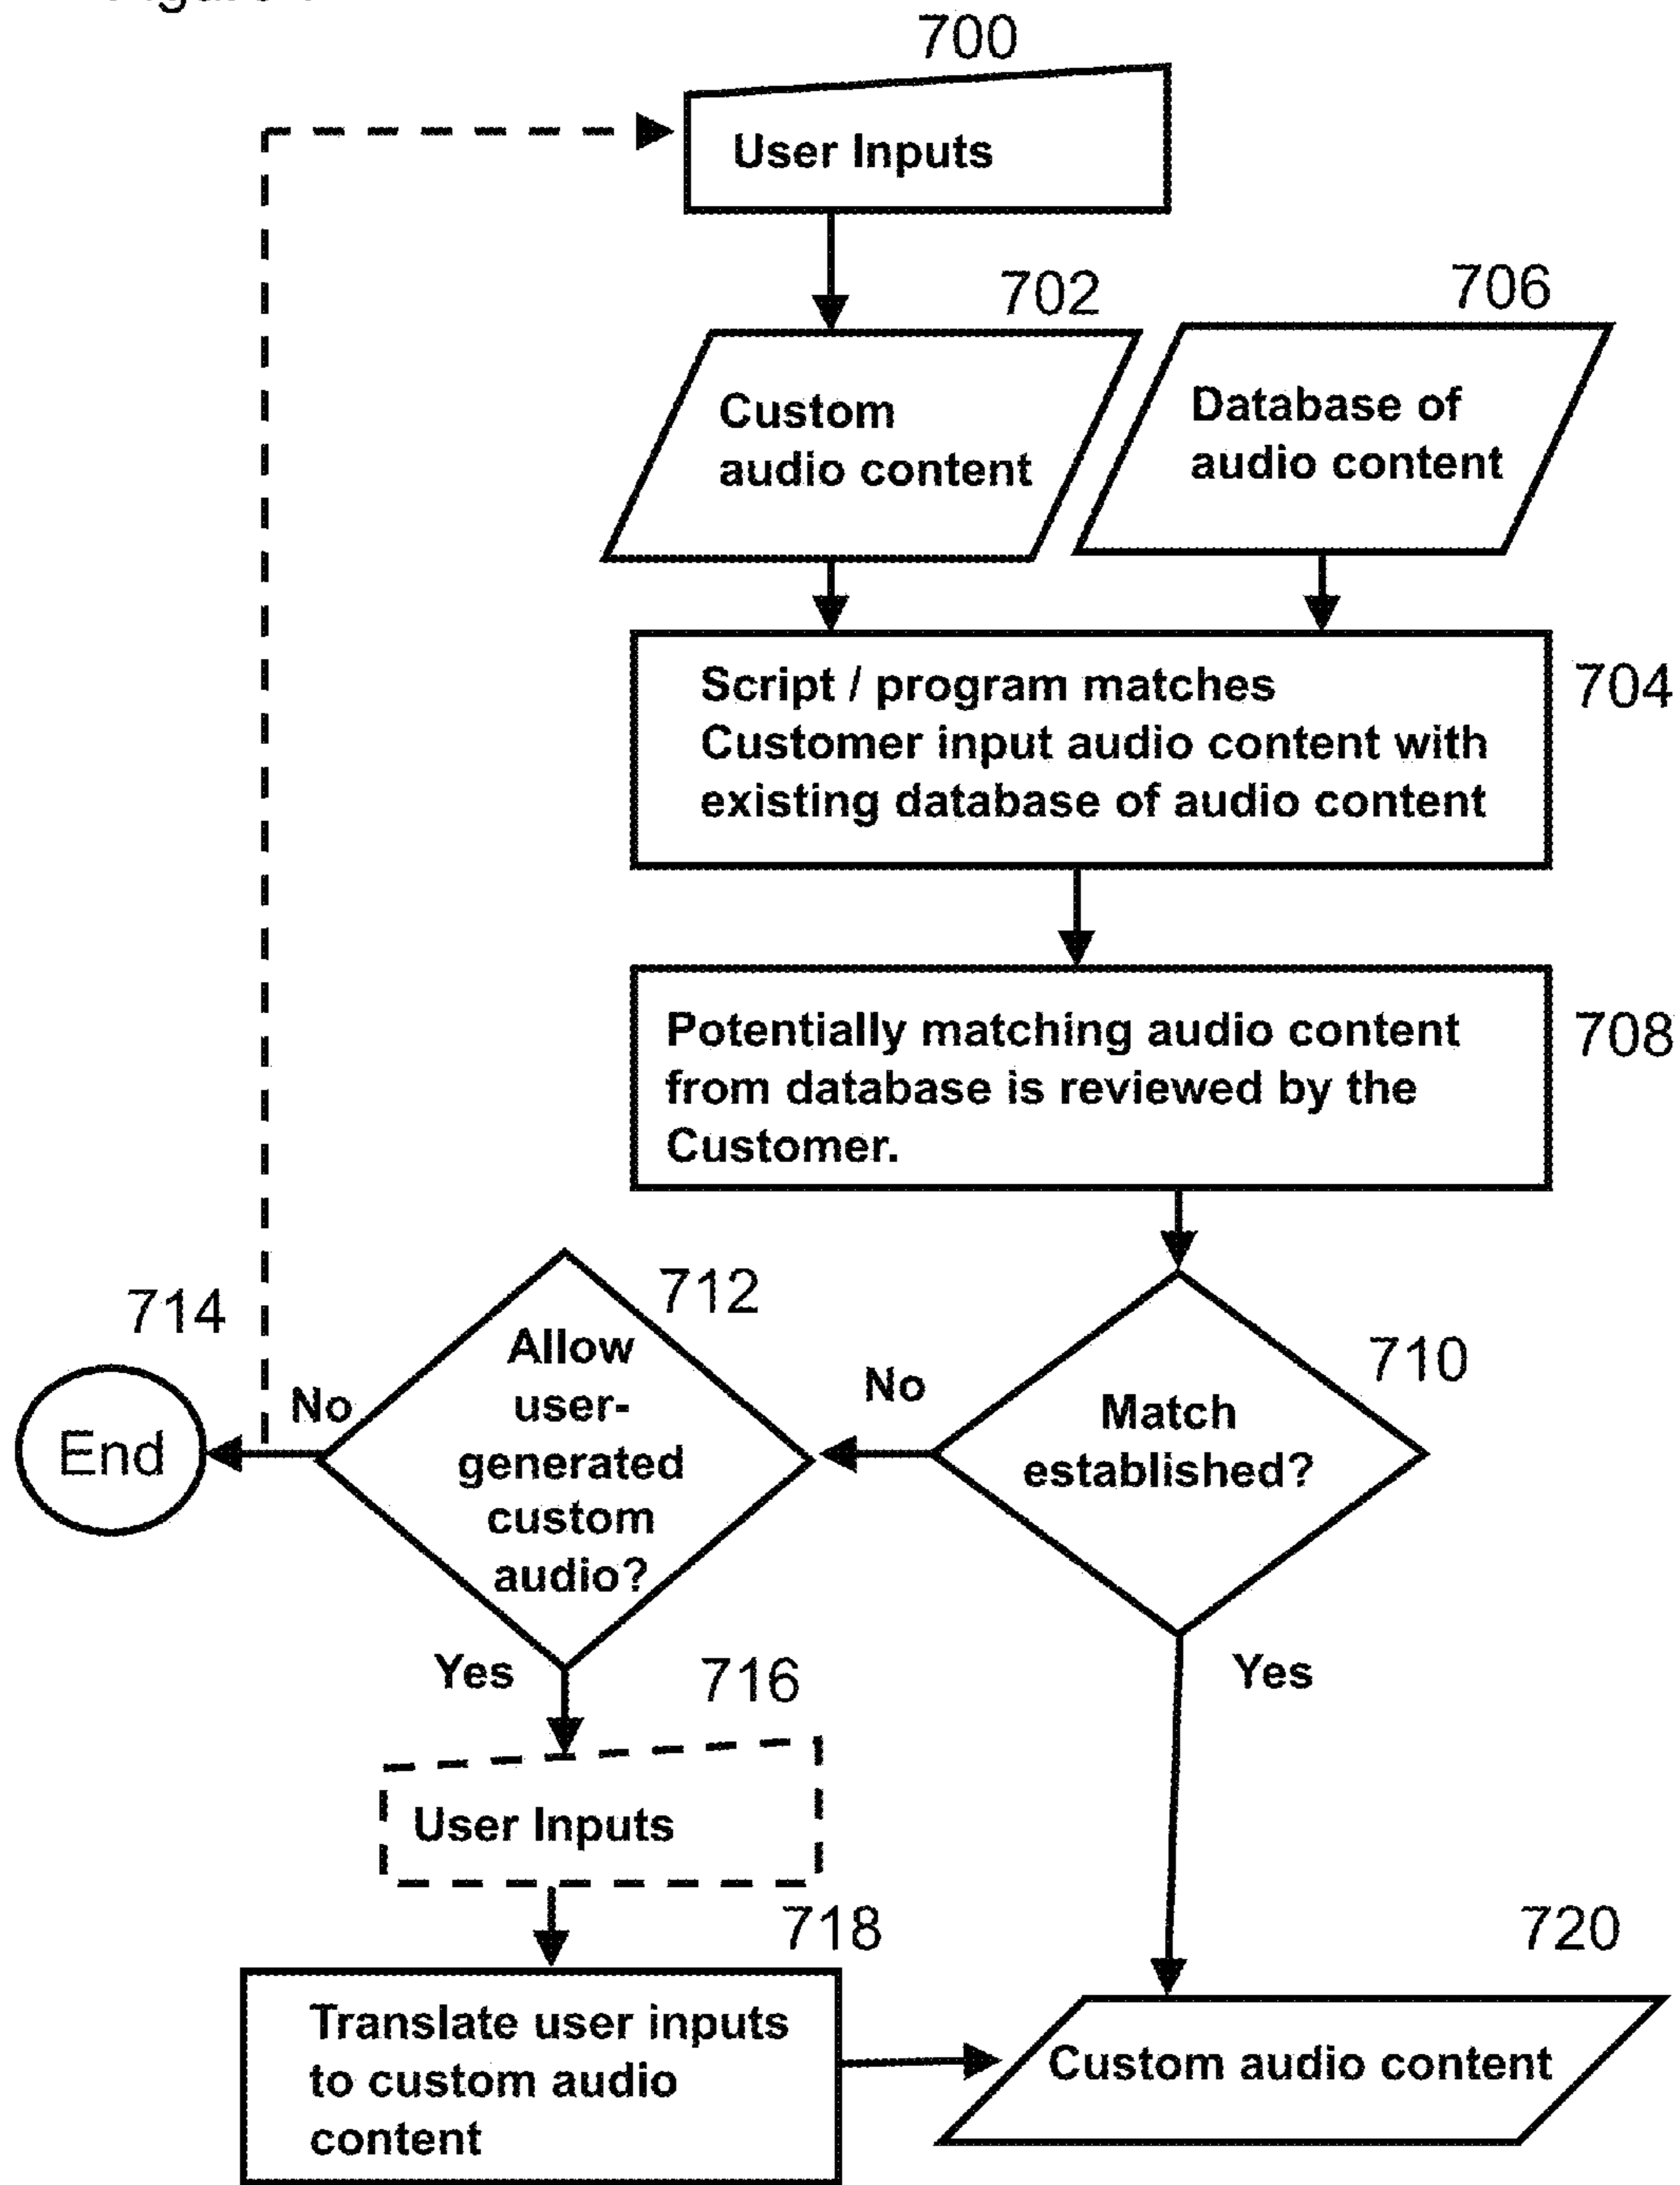 700
User Inputs
702
706
Custom
audio content
Database of
audio content
Script / program matches
Customer input audio content with
existing database of audio content
704
Potentially matching audio content
from database is reviewed by the
Customer.
708
712
Allow
user-
generated
custom
audio?
710
Match
established?
No
714
No
End
Yes
Yes
716
User Inputs
718
Translate user inputs
to custom audio
content
720
Custom audio content